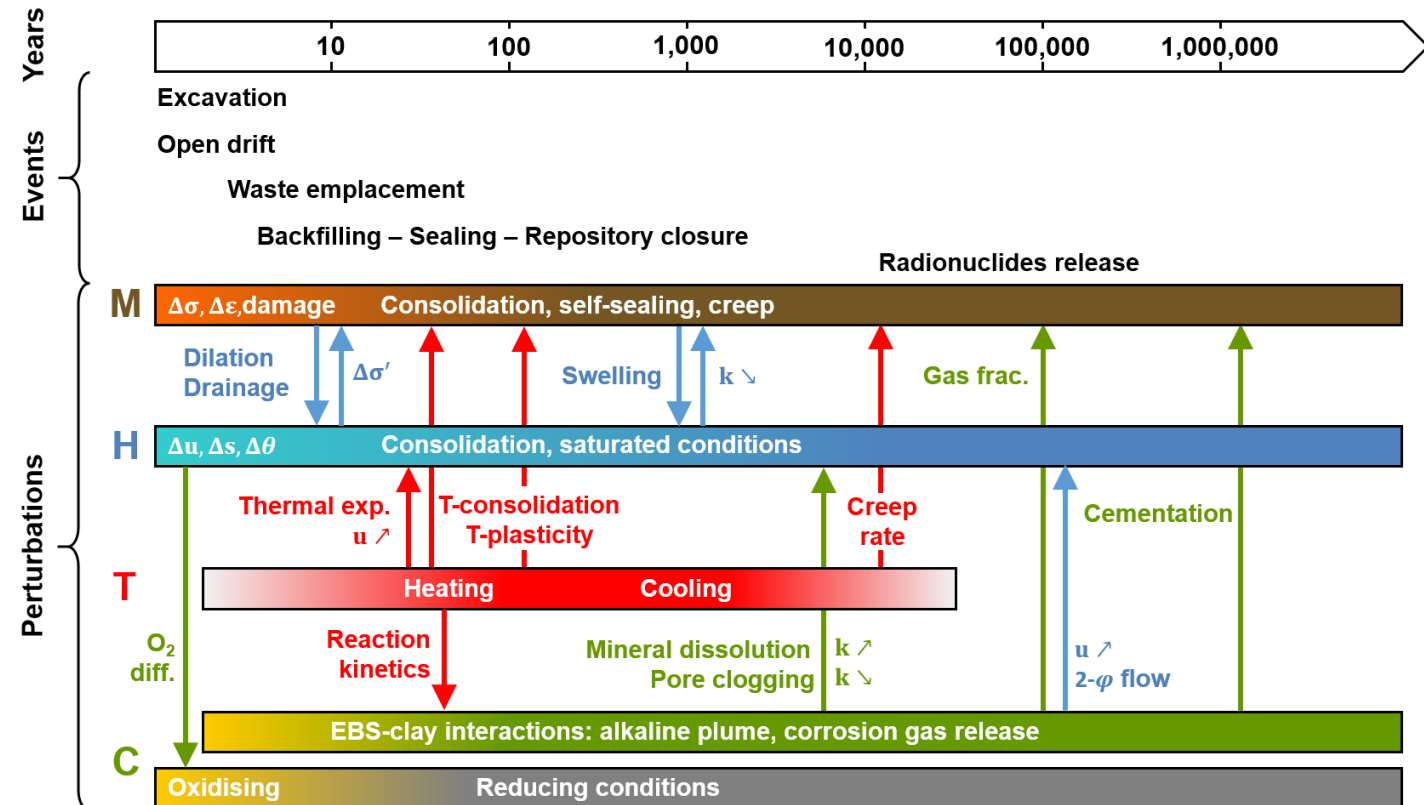 Years
10
100
1,000
10,000
100,000
1,000,000
Events
Excavation
Open drift
Waste emplacement
Backfilling – Sealing – Repository closure
Radionuclides release
Perturbations
M
Δσ, Δε,damage
Consolidation, self-sealing, creep
Dilation
Drainage
Δσ′
Swelling
k ↘
Gas frac.
H
Δu, Δs, Δθ
Consolidation, saturated conditions
Thermal exp.
u ↗
T-consolidation
T-plasticity
Creep
rate
Cementation
T
Heating
Cooling
O₂
diff.
Reaction
kinetics
Mineral dissolution
Pore clogging
k ↗
k ↘
u ↗
2-φ flow
C
EBS-clay interactions: alkaline plume, corrosion gas release
Oxidising
Reducing conditions